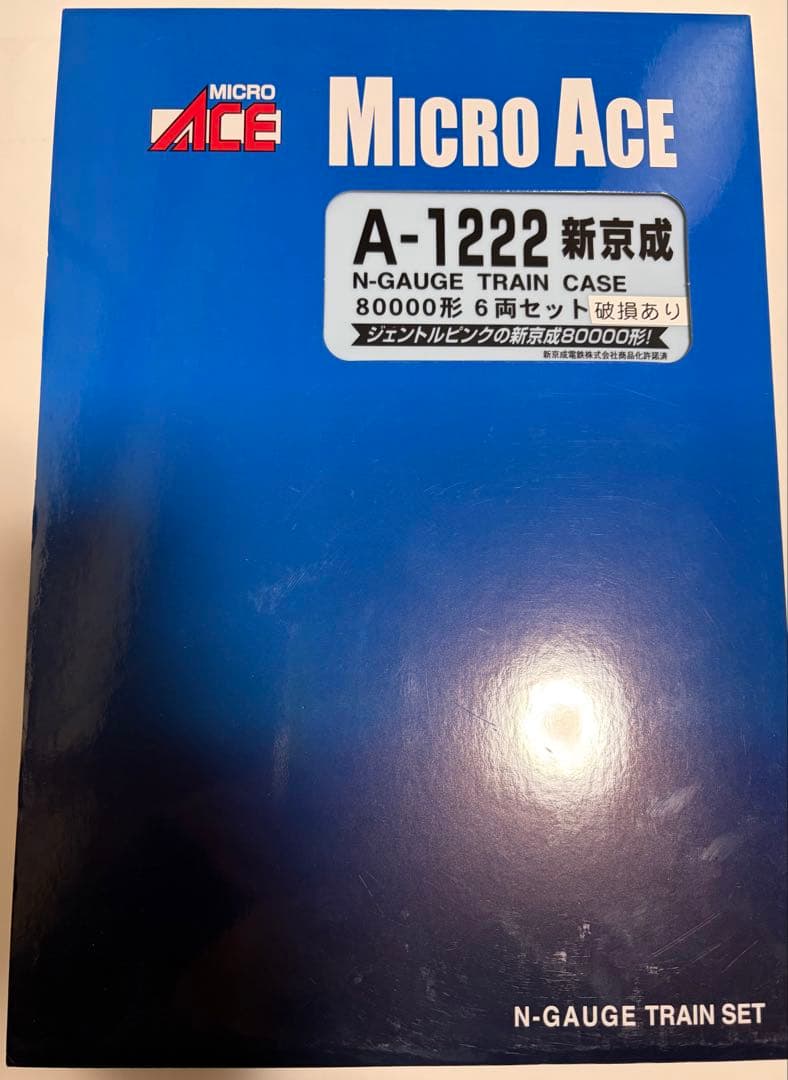 MICRO
ACE
MICRO ACE
A-1222 新京成
N-GAUGE TRAIN CASE
80000形 6両セット 破損あり
ジェントルピンクの新京成80000形!
新京成電鉄株式会社商品化許諾済
N-GAUGE TRAIN SET